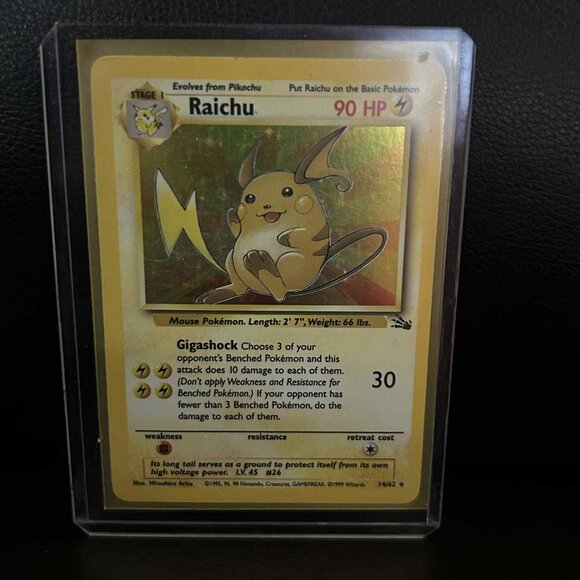 Evolves from Pikachu Put Raichu on the Basic Pokémon
STAGE 1
Raichu 90 HP
Mouse Pokémon. Length: 2' 7", Weight: 66 lbs.
Gigashock Choose 3 of your
opponent's Benched Pokémon and this
attack does 10 damage to each of them.
(Don't apply Weakness and Resistance for
Benched Pokémon.) If your opponent has
fewer than 3 Benched Pokémon, do the
damage to each of them.
30
weakness resistance retreat cost
Its long tail serves as a ground to protect itself from its own
high voltage power. LV. 45 #26
Illus. Mitsuhiro Arita ©1995, 96, 98 Nintendo, Creatures, GAMEFREAK. ©1999 Wizards. 14/62